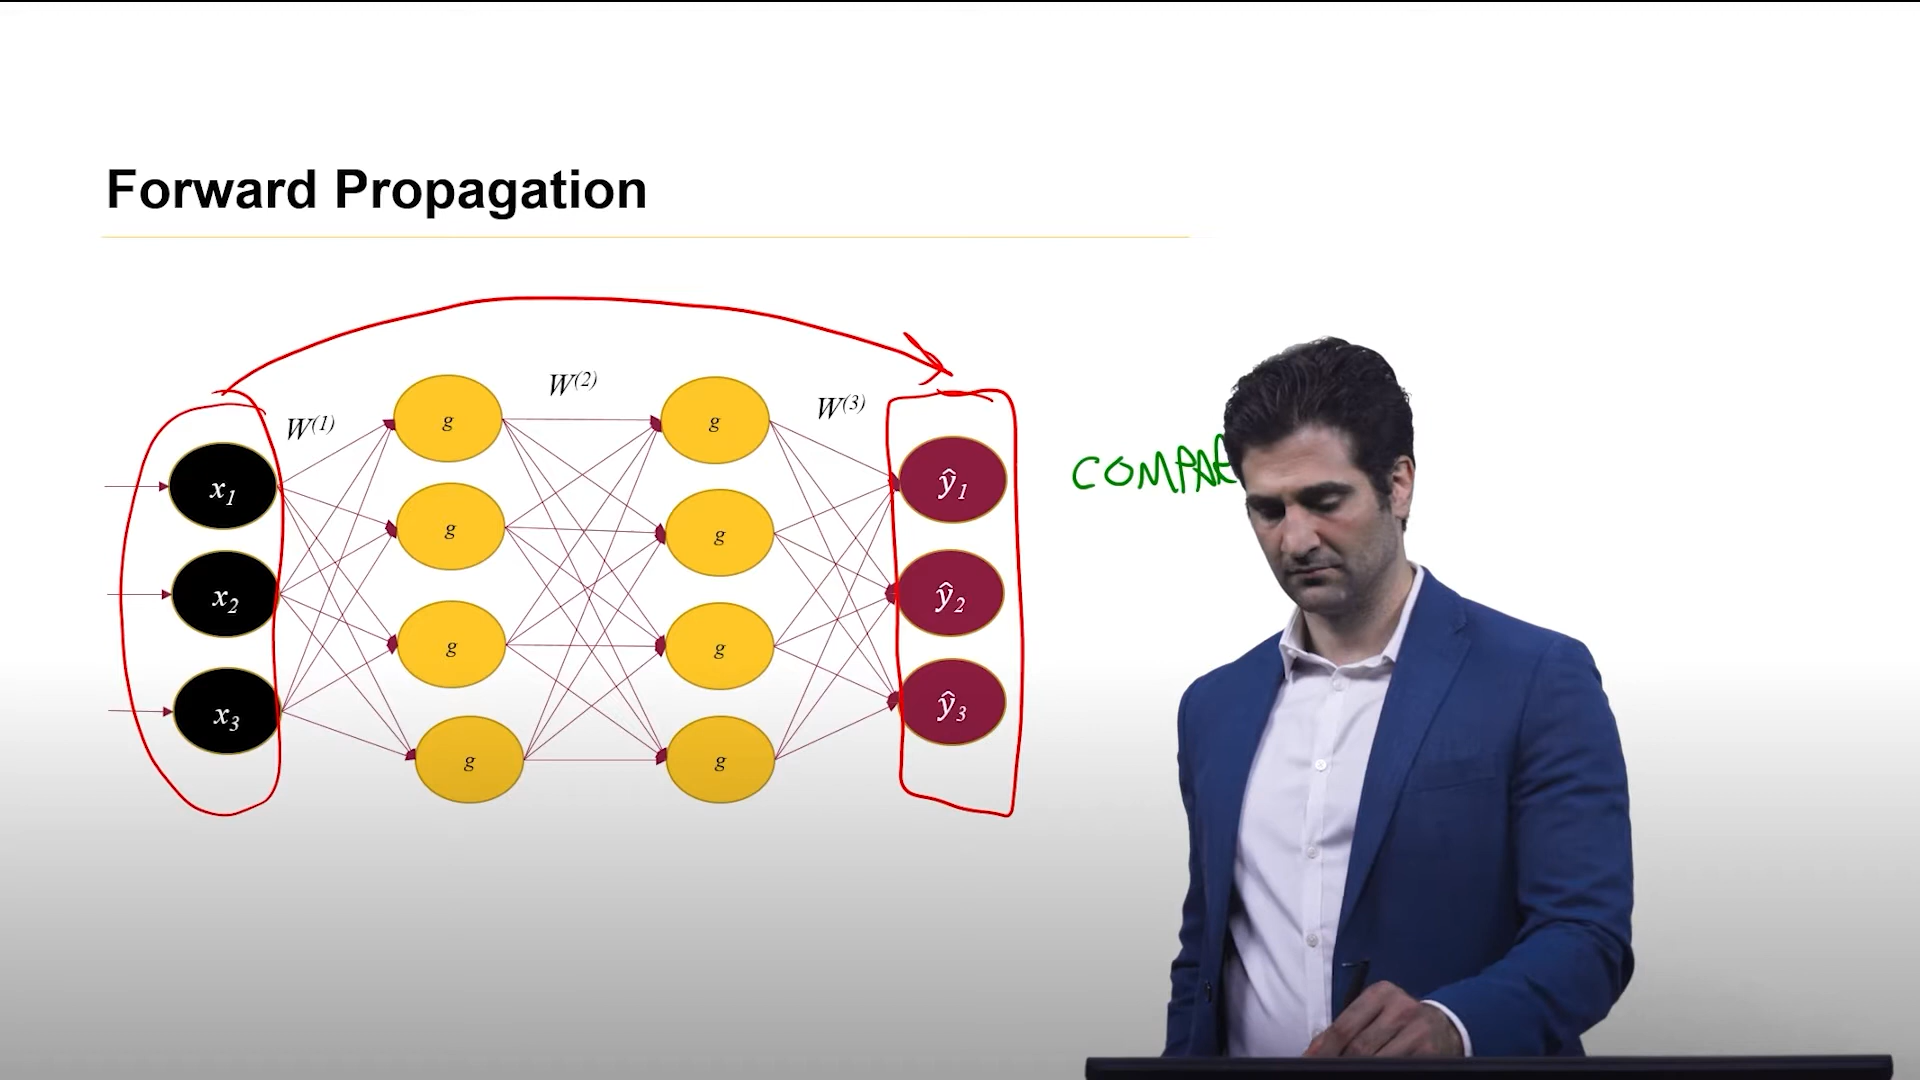 Forward Propagation
W(1) W(2) W(3)
x1 g g ŷ1
x2 g g ŷ2
x3 g g ŷ3
g g